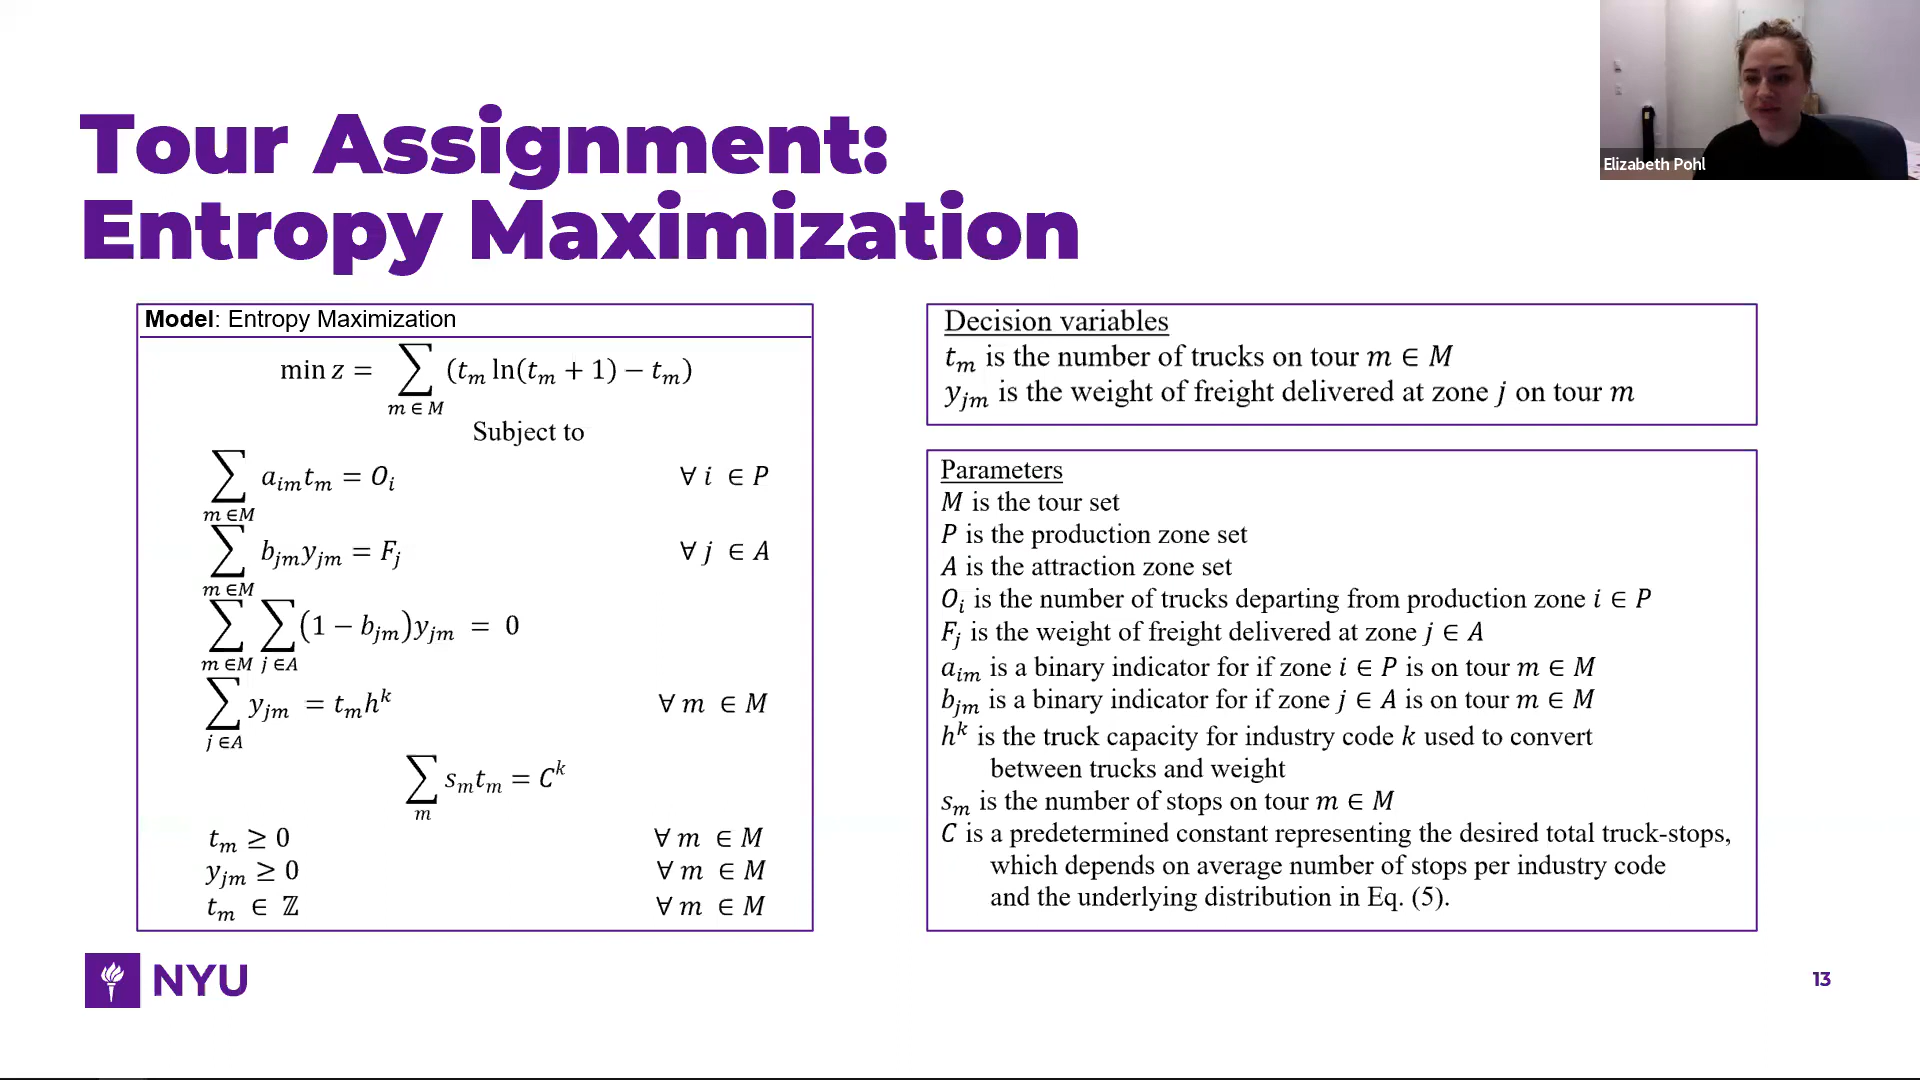 Elizabeth Pohl
Tour Assignment:
Entropy Maximization
Model: Entropy Maximization
min z = ∑_{m ∈ M} (t_m ln(t_m + 1) − t_m)
Subject to
∑_{m ∈M} a_{im}t_m = O_i ∀ i ∈ P
∑_{m ∈M} b_{jm}y_{jm} = F_j ∀ j ∈ A
∑_{m ∈M} ∑_{j ∈A} (1 − b_{jm})y_{jm} = 0
∑_{j ∈A} y_{jm} = t_m h^k ∀ m ∈ M
∑_m s_m t_m = C^k
t_m ≥ 0 ∀ m ∈ M
y_{jm} ≥ 0 ∀ m ∈ M
t_m ∈ ℤ ∀ m ∈ M
Decision variables
t_m is the number of trucks on tour m ∈ M
y_{jm} is the weight of freight delivered at zone j on tour m
Parameters
M is the tour set
P is the production zone set
A is the attraction zone set
O_i is the number of trucks departing from production zone i ∈ P
F_j is the weight of freight delivered at zone j ∈ A
a_{im} is a binary indicator for if zone i ∈ P is on tour m ∈ M
b_{jm} is a binary indicator for if zone j ∈ A is on tour m ∈ M
h^k is the truck capacity for industry code k used to convert
between trucks and weight
s_m is the number of stops on tour m ∈ M
C is a predetermined constant representing the desired total truck-stops,
which depends on average number of stops per industry code
and the underlying distribution in Eq. (5).
NYU
13